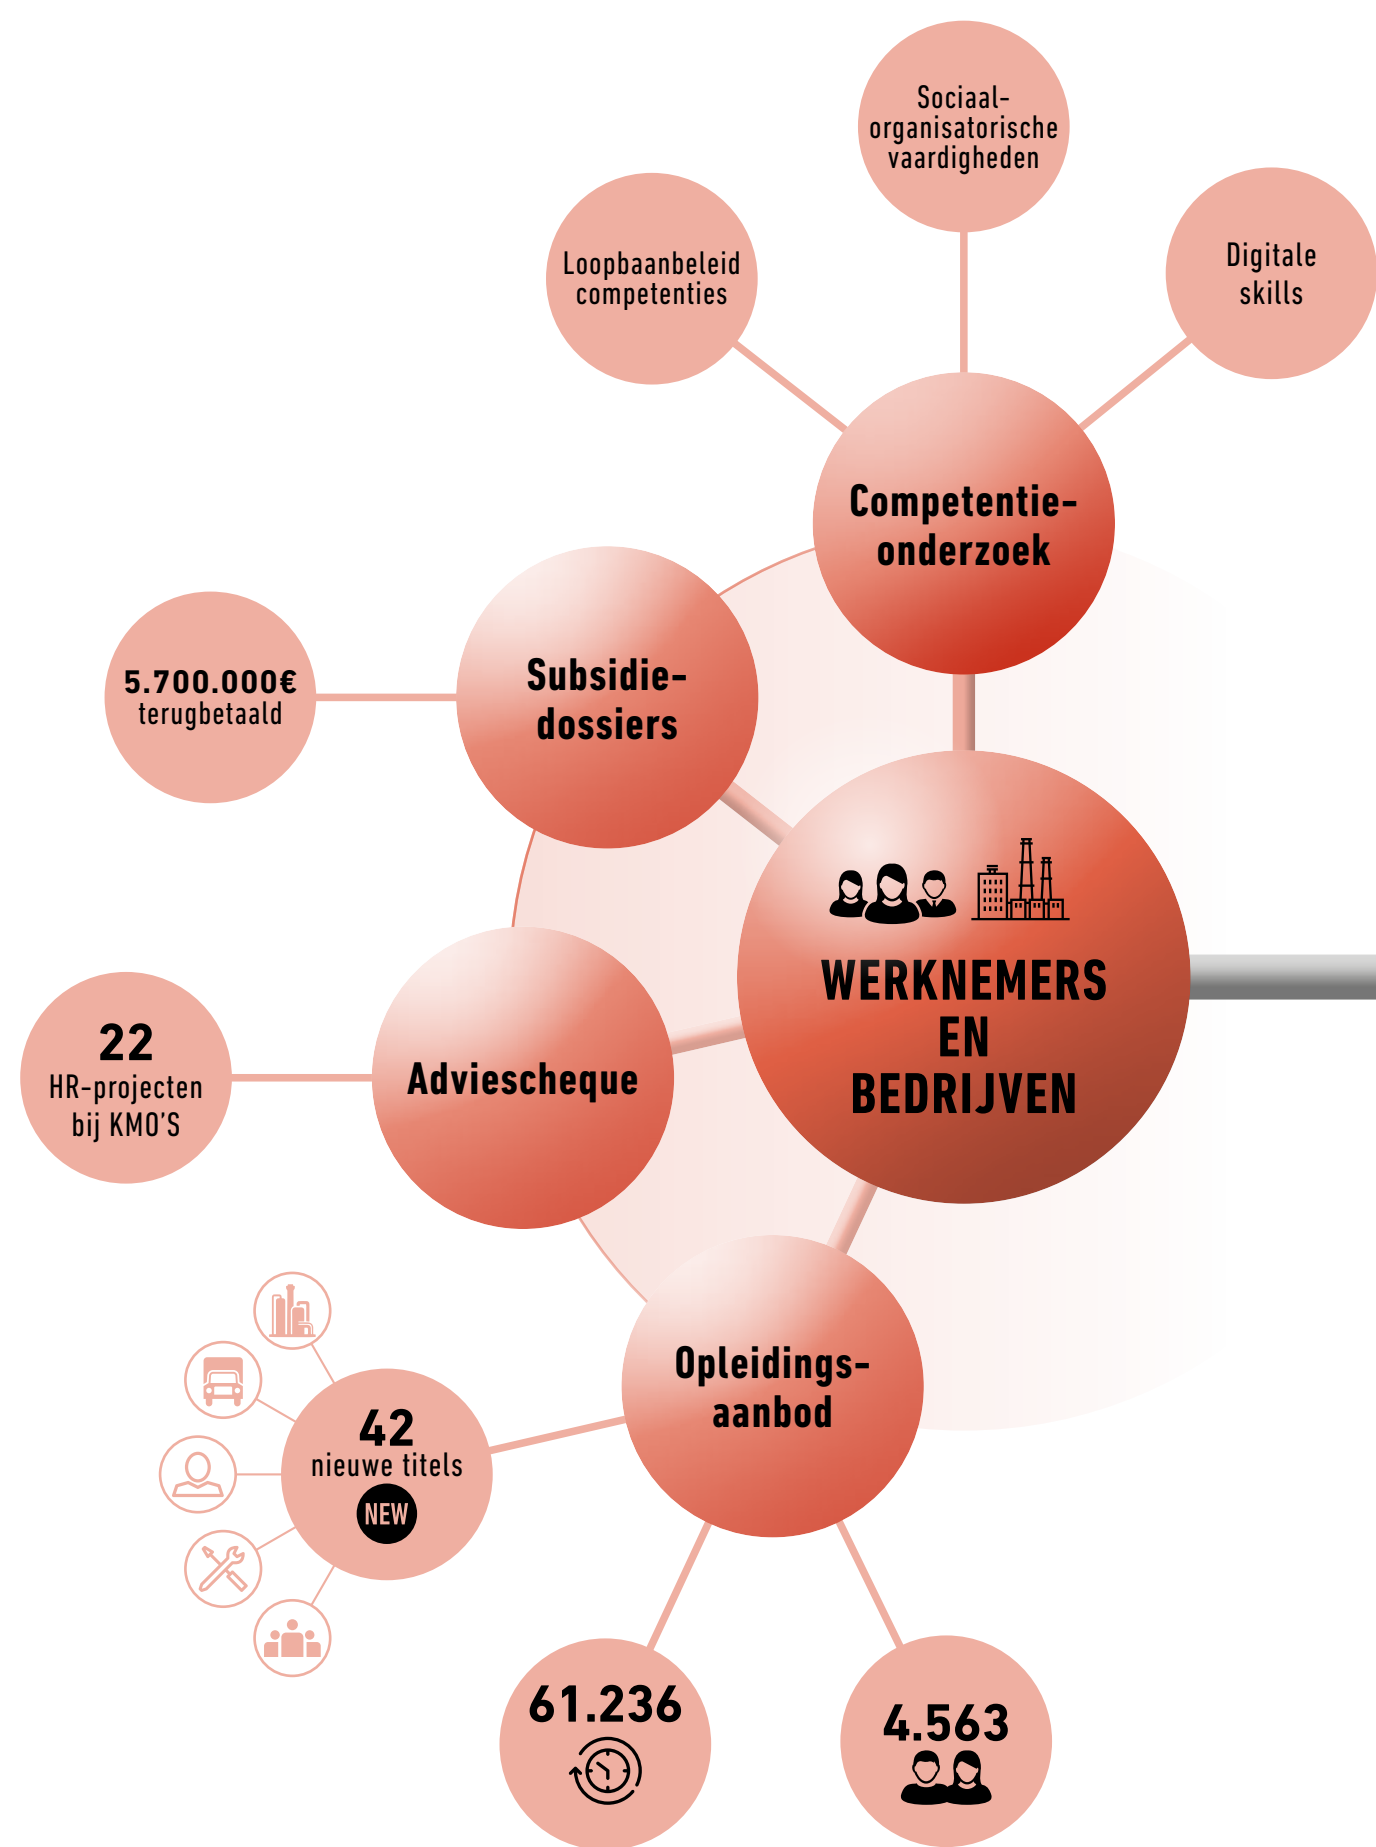 Sociaal-
organisatorische
vaardigheden
Loopbaanbeleid
competenties
Digitale
skills
Competentie-
onderzoek
Subsidie-
dossiers
5.700.000€
terugbetaald
WERKNEMERS
EN
BEDRIJVEN
Adviescheque
22
HR-projecten
bij KMO'S
Opleidings-
aanbod
42
nieuwe titels
NEW
61.236
4.563